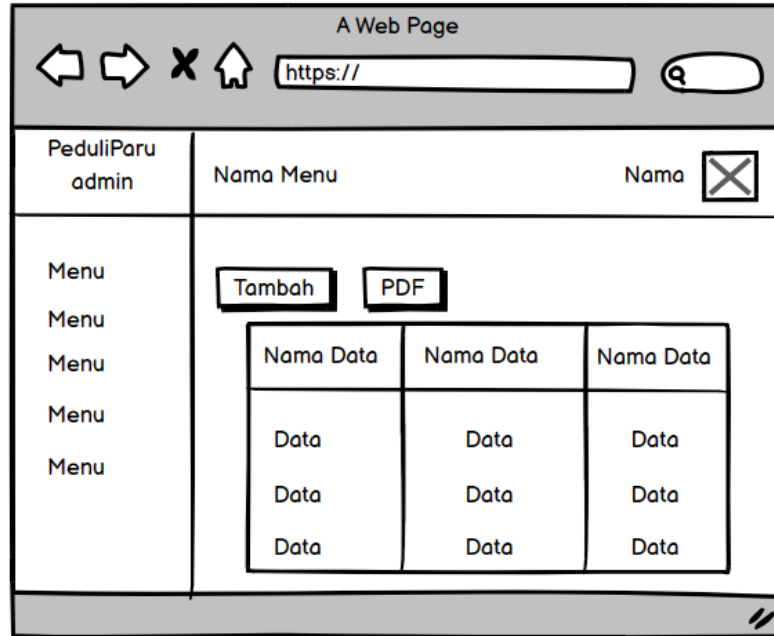 A Web Page
https://
PeduliParu
admin
Nama Menu
Nama
Menu
Menu
Menu
Menu
Menu
Tambah
PDF
Nama Data
Nama Data
Nama Data
Data
Data
Data
Data
Data
Data
Data
Data
Data